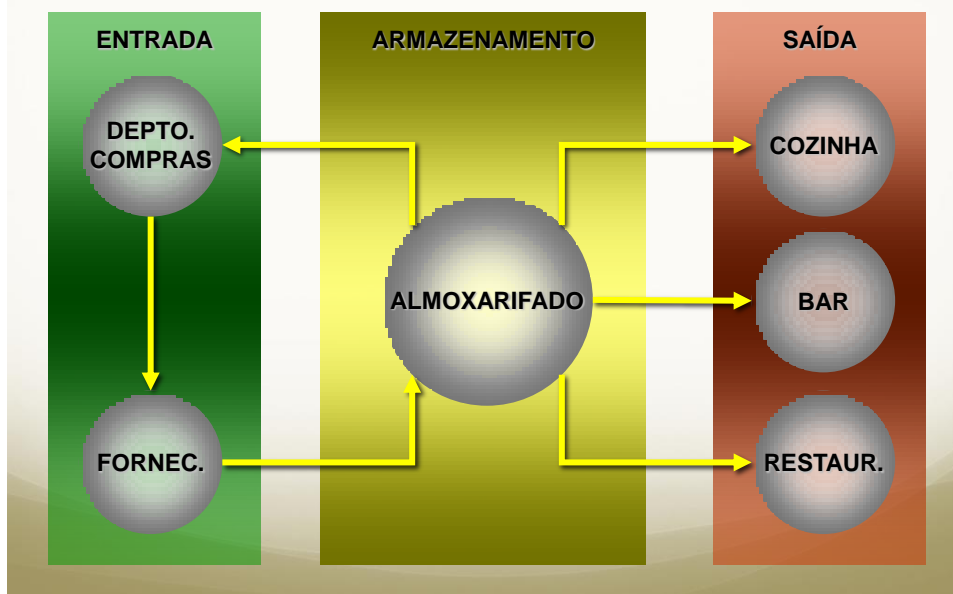 ENTRADA
ARMAZENAMENTO
SAÍDA
DEPTO.
COMPRAS
COZINHA
ALMOXARIFADO
BAR
FORNEC.
RESTAUR.